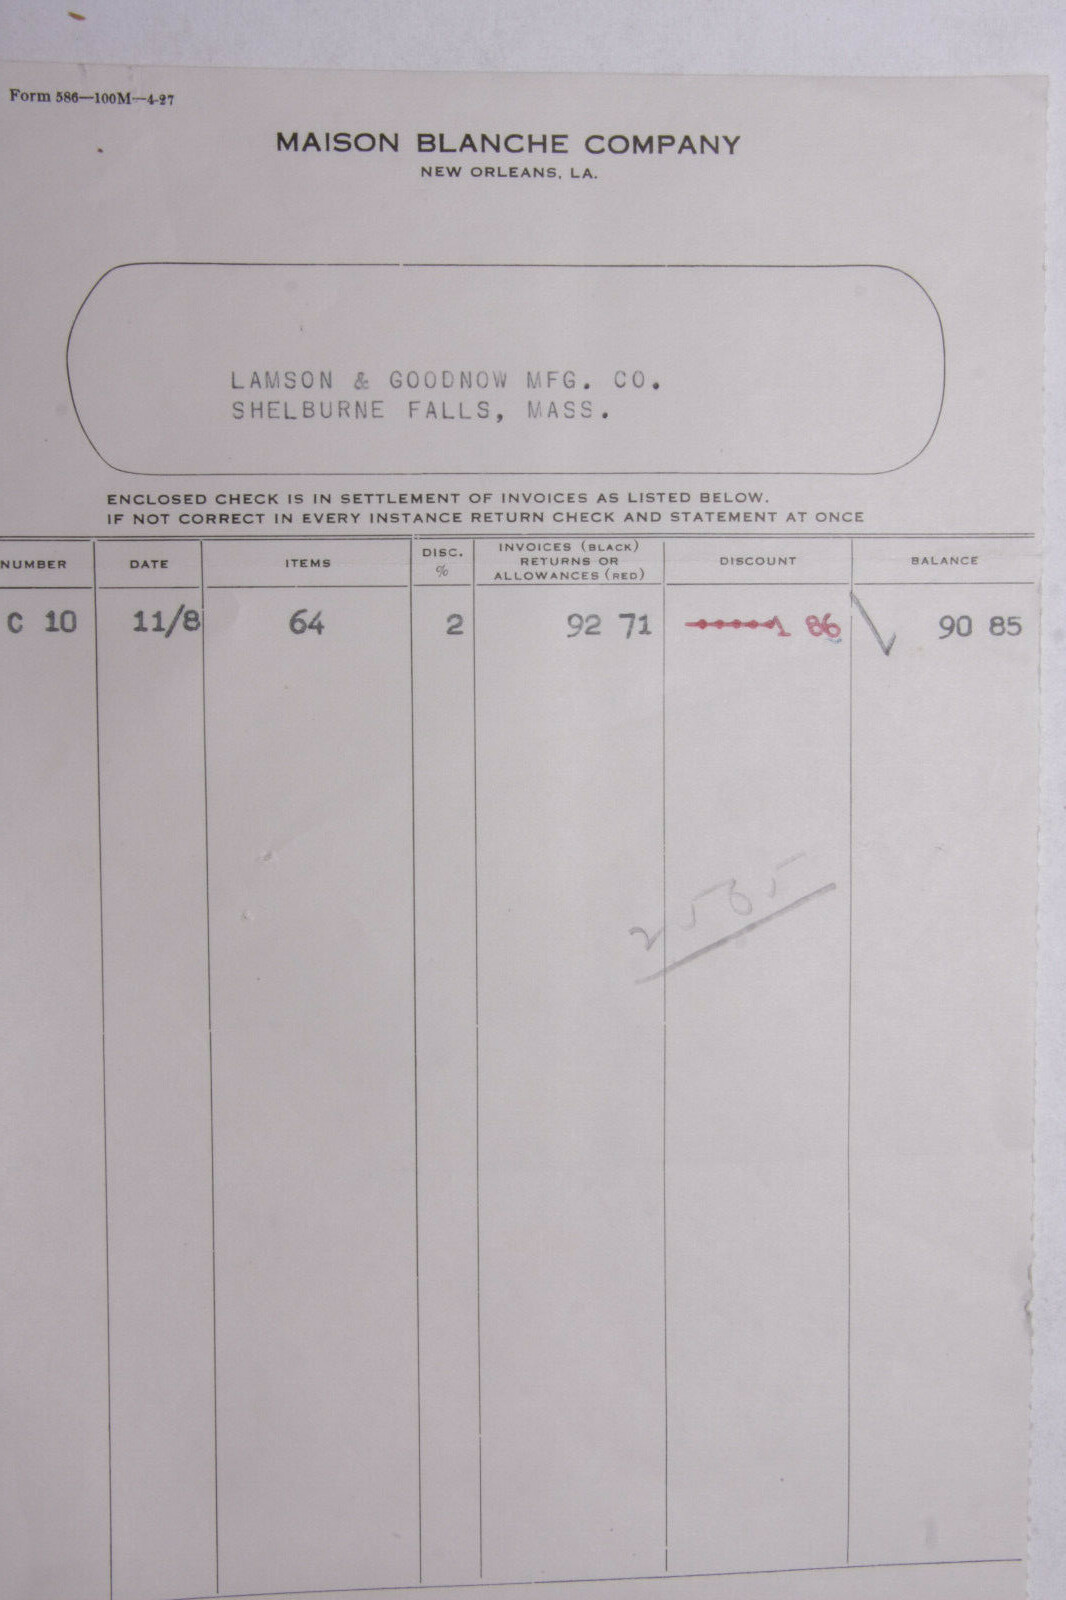 Form 586—100M—4-27
MAISON BLANCHE COMPANY
NEW ORLEANS, LA.
LAMSON & GOODNOW MFG. CO.
SHELBURNE FALLS, MASS.
ENCLOSED CHECK IS IN SETTLEMENT OF INVOICES AS LISTED BELOW.
IF NOT CORRECT IN EVERY INSTANCE RETURN CHECK AND STATEMENT AT ONCE
NUMBER DATE ITEMS DISC. % INVOICES (BLACK) RETURNS OR ALLOWANCES (RED) DISCOUNT BALANCE
C 10 11/8 64 2 92 71 1 86 90 85
2565